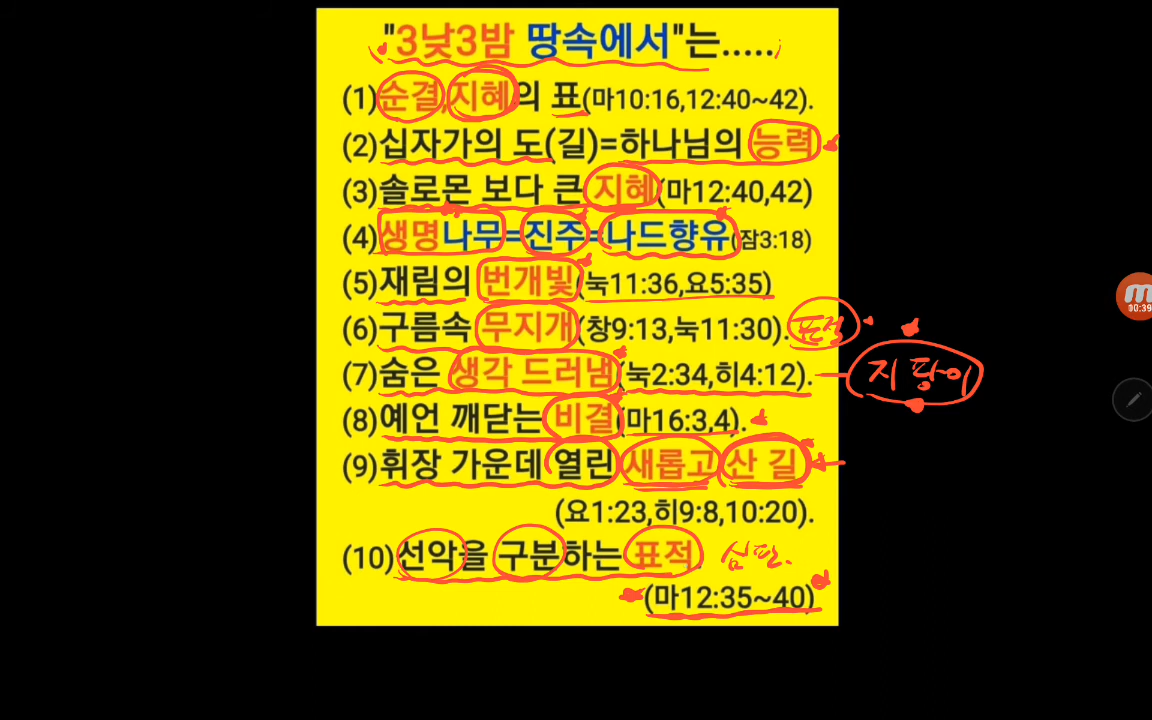 "3낮3밤 땅속에서"는.....
(1)순결,지혜의 표(마10:16,12:40~42).
(2)십자가의 도(길)=하나님의 능력
(3)솔로몬 보다 큰 지혜(마12:40,42)
(4)생명나무=진주=나드향유(잠3:18)
(5)재림의 번개빛(눅11:36,요5:35)
(6)구름속 무지개(창9:13,눅11:30). 표적
(7)숨은 생각 드러냄(눅2:34,히4:12). 지팡이
(8)예언 깨닫는 비결(마16:3,4).
(9)휘장 가운데 열린 새롭고 산 길
(요1:23,히9:8,10:20).
(10)선악을 구분하는 표적. 심판.
(마12:35~40)
00:39